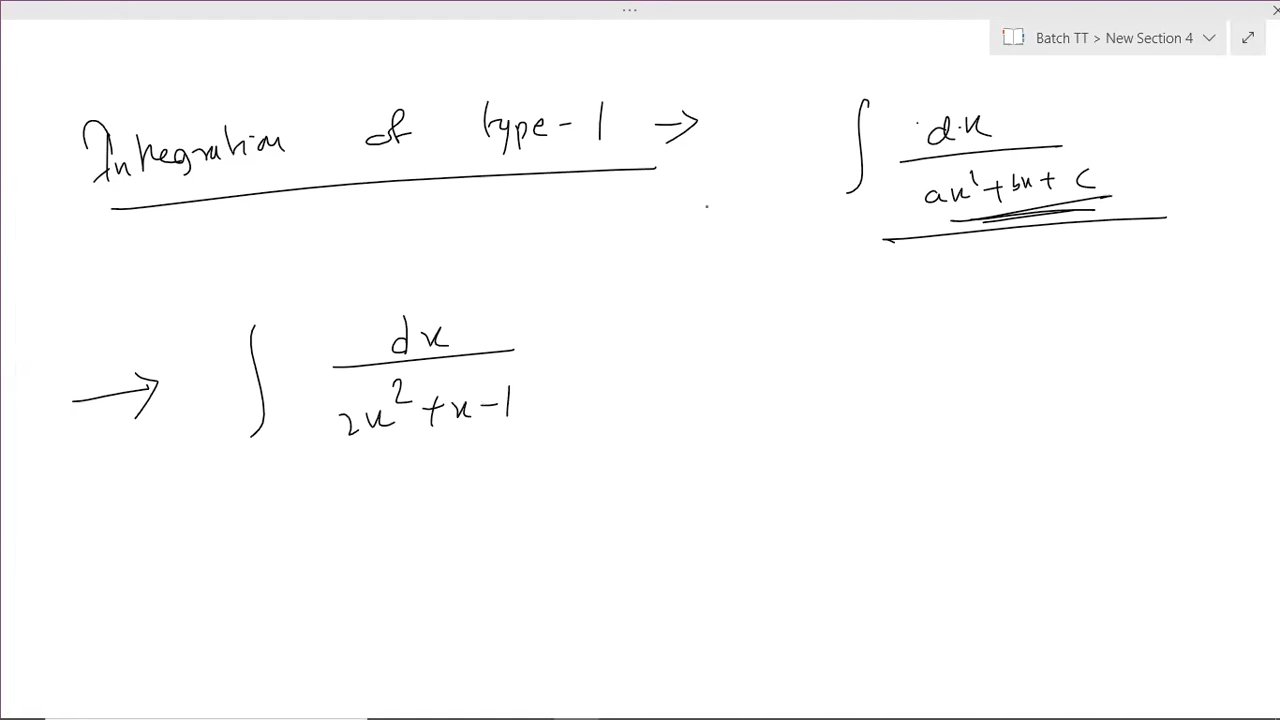 Batch TT > New Section 4
Integration of type-1 → ∫ dx / ax²+bx+c
→ ∫ dx / 2x²+x-1